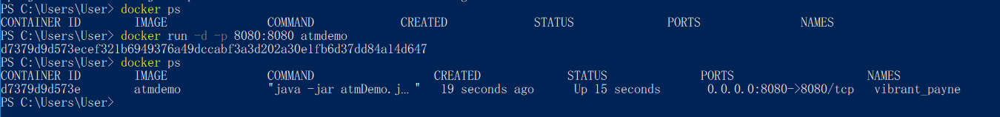 PS C:\Users\User> docker ps
CONTAINER ID IMAGE COMMAND CREATED STATUS PORTS NAMES
PS C:\Users\User> docker run -d -p 8080:8080 atmdemo
d7379d9d573ecef321b6949376a49dccabf3a3d202a30e1fb6d37dd84a14d647
PS C:\Users\User> docker ps
CONTAINER ID IMAGE COMMAND CREATED STATUS PORTS NAMES
d7379d9d573e atmdemo "java -jar atmDemo.j…" 19 seconds ago Up 15 seconds 0.0.0.0:8080->8080/tcp vibrant_payne
PS C:\Users\User>